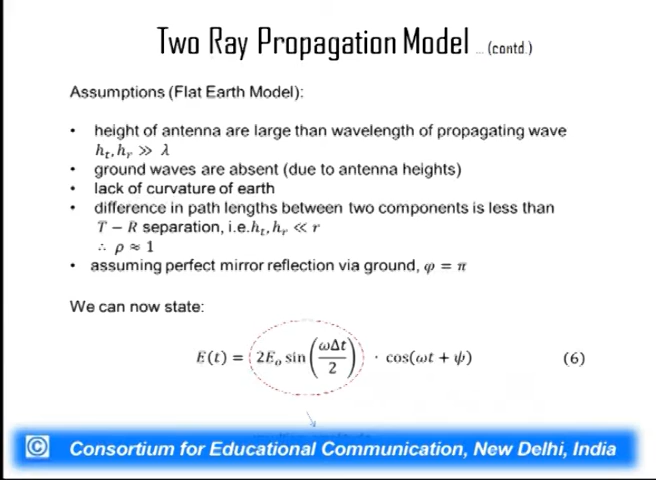 Two Ray Propagation Model ... (contd.)
Assumptions (Flat Earth Model):
• height of antenna are large than wavelength of propagating wave
hₜ, hᵣ ≫ λ
• ground waves are absent (due to antenna heights)
• lack of curvature of earth
• difference in path lengths between two components is less than
T − R separation, i.e.hₜ, hᵣ ≪ r
∴ ρ ≈ 1
• assuming perfect mirror reflection via ground, φ = π
We can now state:
E(t) = (2Eₒ sin(ωΔt/2)) · cos(ωt + ψ) (6)
© Consortium for Educational Communication, New Delhi, India